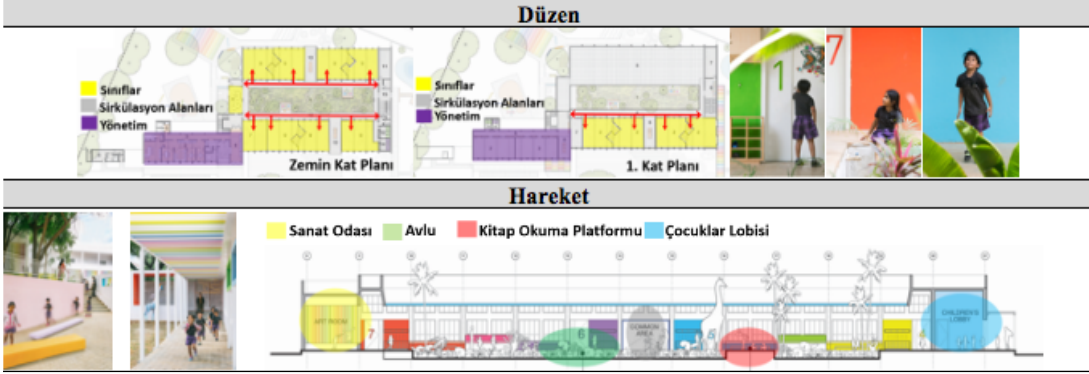 Düzen
Sınıflar
Sirkülasyon Alanları
Yönetim
Zemin Kat Planı
Sınıflar
Sirkülasyon Alanları
Yönetim
1. Kat Planı
1
7
Hareket
Sanat Odası
Avlu
Kitap Okuma Platformu
Çocuklar Lobisi
ART ROOM
7
6
COMMON AREA
CHILDREN'S LOBBY